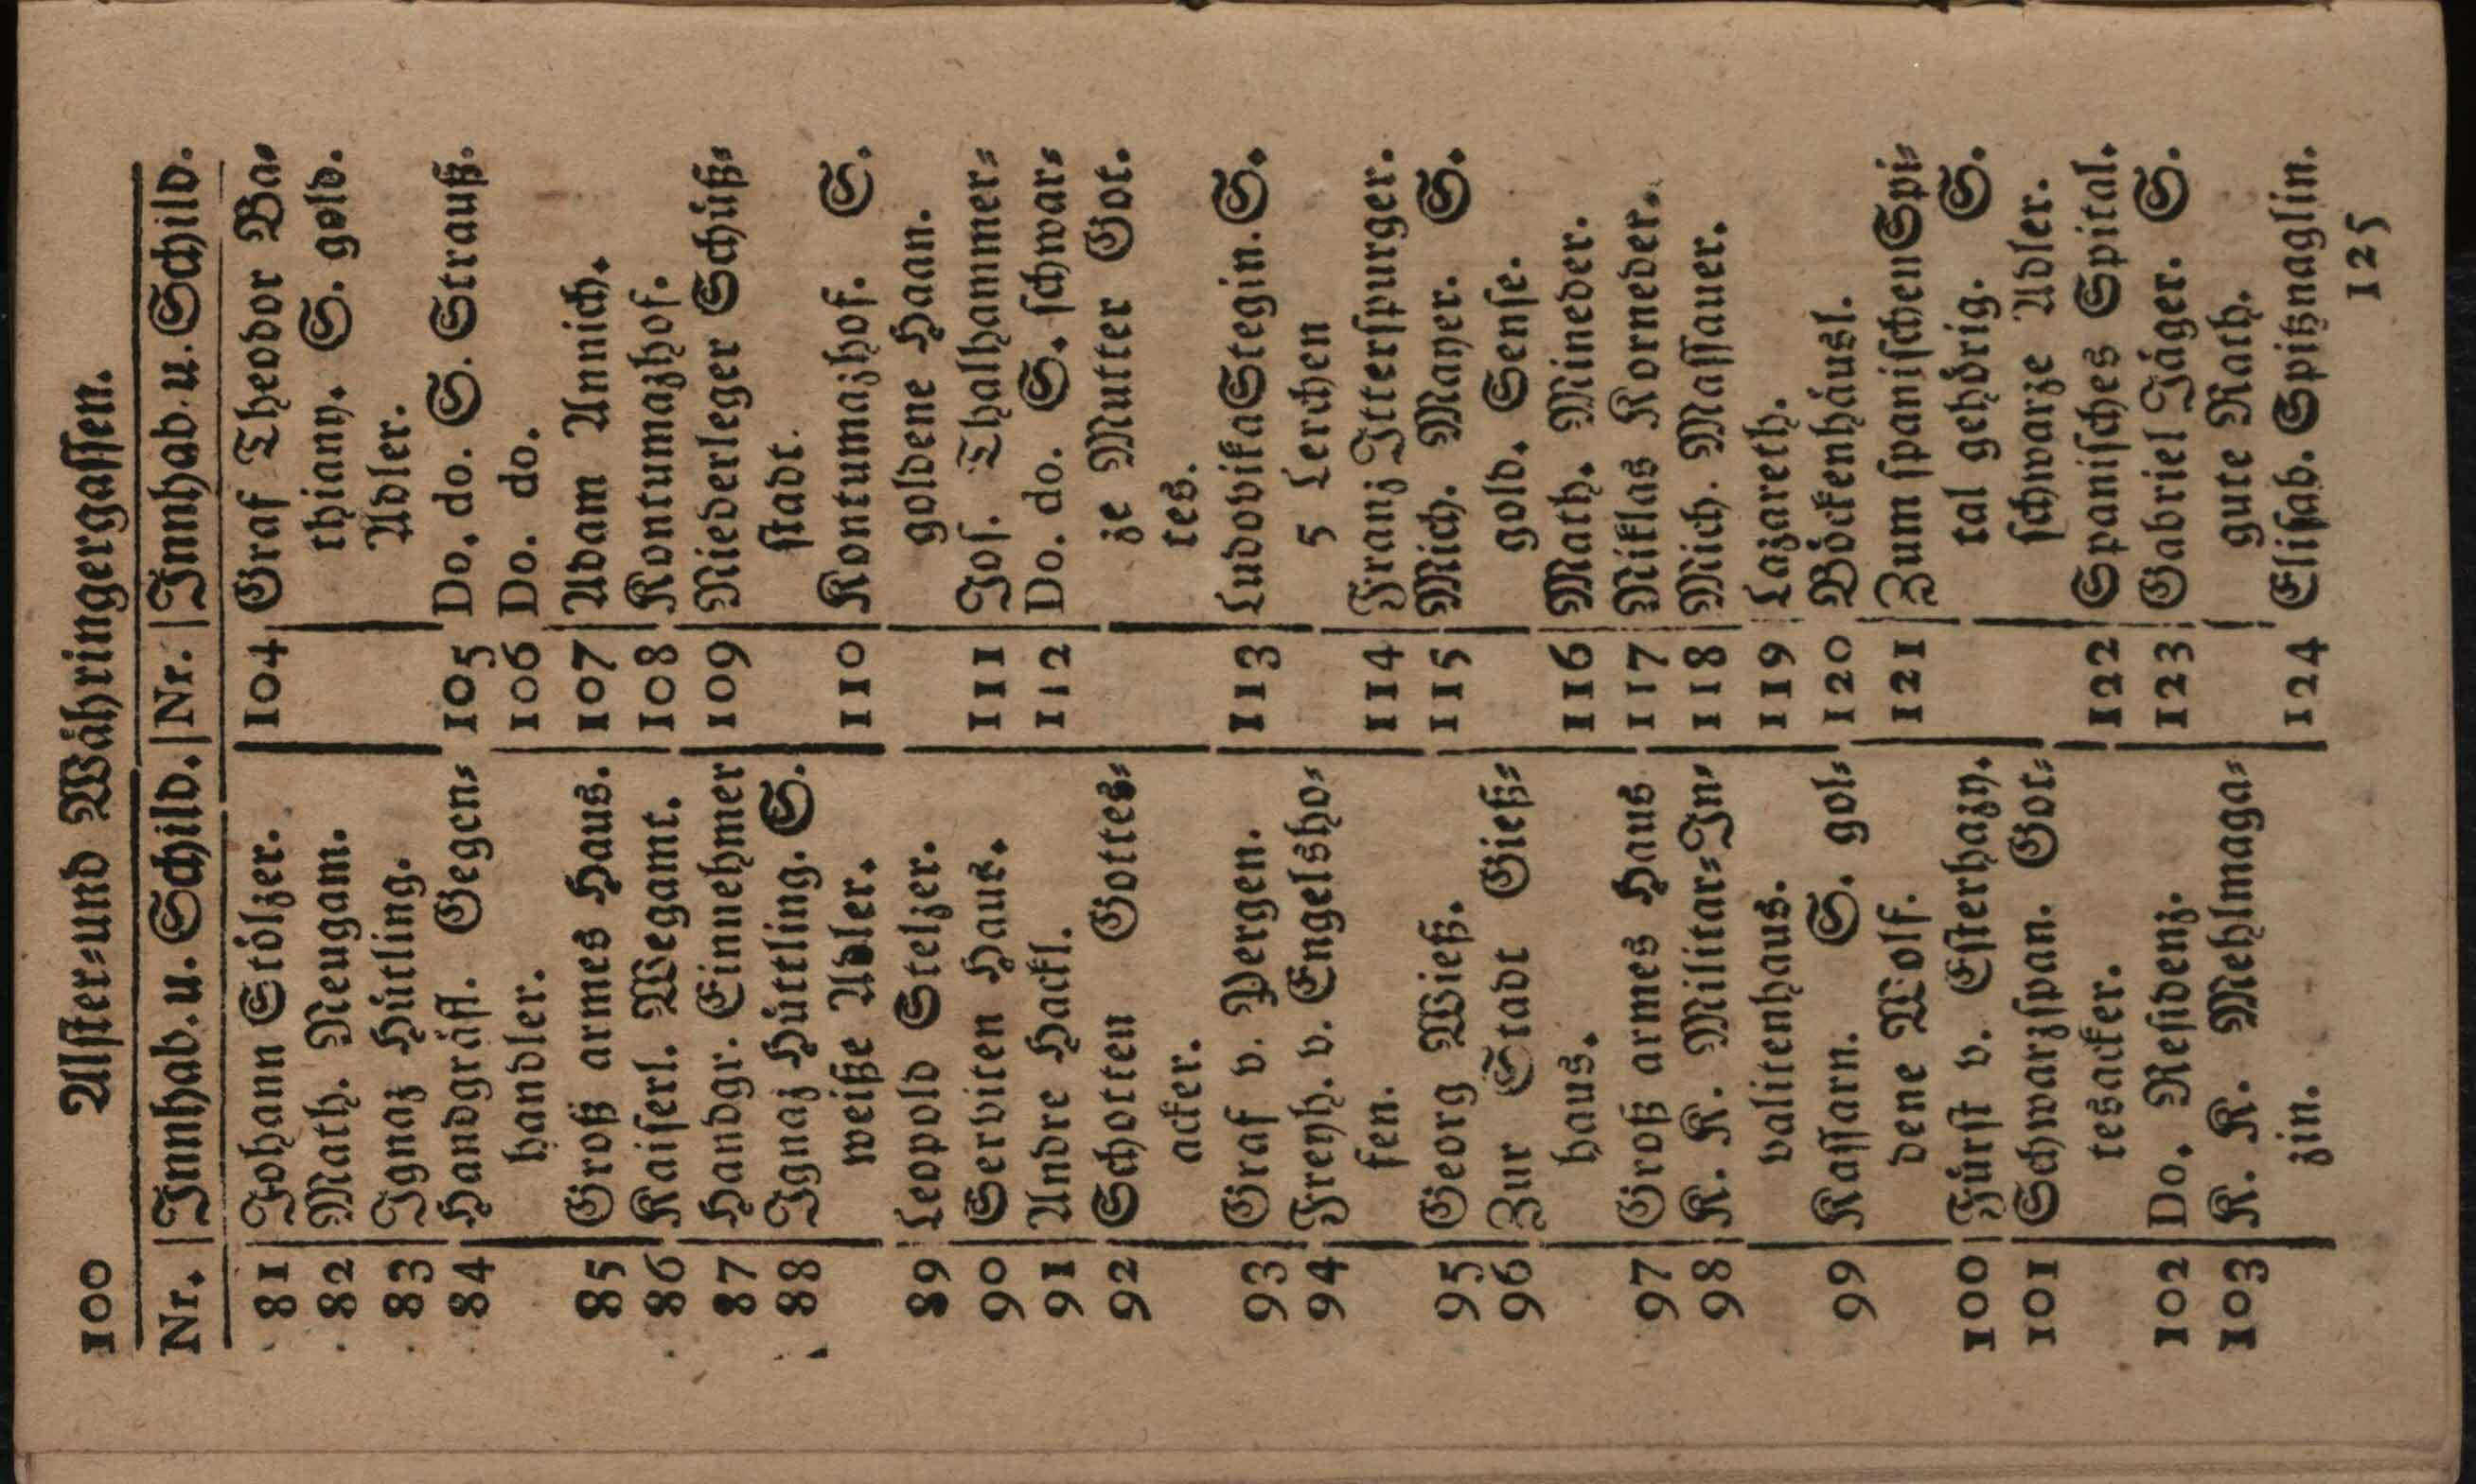 100 Alſter⸗und Währingergaſſen.
Nr. Innhab. u. Schild. Nr. Innhab. u. Schild.
81 Johann Stölzer.
82 Math. Neugam.
83 Ignaz Hütling.
84 Handgräfl. Gegen⸗
handler.
85 Groß armes Haus.
86 Kaiſerl. Wegamt.
87 Handgr. Einnehmer
88 Ignaz Hüttling. S.
weiße Adler.
89 Leopold Stelzer.
90 Serviten Haus.
91 Andre Hackl.
92 Schotten Gottes⸗
acker.
93 Graf v. Pergen.
94 Freyh. v. Engelsho⸗
fen.
95 Georg Wieß.
96 Zur Stadt Gieß⸗
haus.
97 Groß armes Haus
98 K. K. Militar⸗In⸗
valitenhaus.
99 Kaſſarn. S. gol⸗
dene Wolf.
100 Fürſt v. Eſterhazy.
101 Schwarzſpan. Got⸗
tesacker.
102 Do. Reſidenz.
103 K. K. Mehlmaga⸗
zin.
104 Graf Theodor Ba⸗
thiany. S. gold.
Adler.
105 Do. do. S. Strauß.
106 Do. do.
107 Adam Annich.
108 Kontumazhof.
109 Niederleger Schüß⸗
ſtadt.
110 Kontumazhof. S.
goldene Haan.
111 Joſ. Thalhammer⸗
112 Do. do. S. ſchwar⸗
ze Mutter Got.
tes.
113 Ludovika Stegin. S.
5 Lerchen
114 Franz Itterſpurger.
115 Mich. Mayer. S.
gold. Senſe.
116 Math. Mineder.
117 Niklas Korneder.
118 Mich. Maſſauer.
119 Lazareth.
120 Böckenhäusl.
121 Zum ſpaniſchen Spi⸗
tal gehörig. S.
ſchwarze Adler.
122 Spaniſches Spital.
123 Gabriel Jäger. S.
gute Rath.
124 Eliſab. Spitznaglin.
125